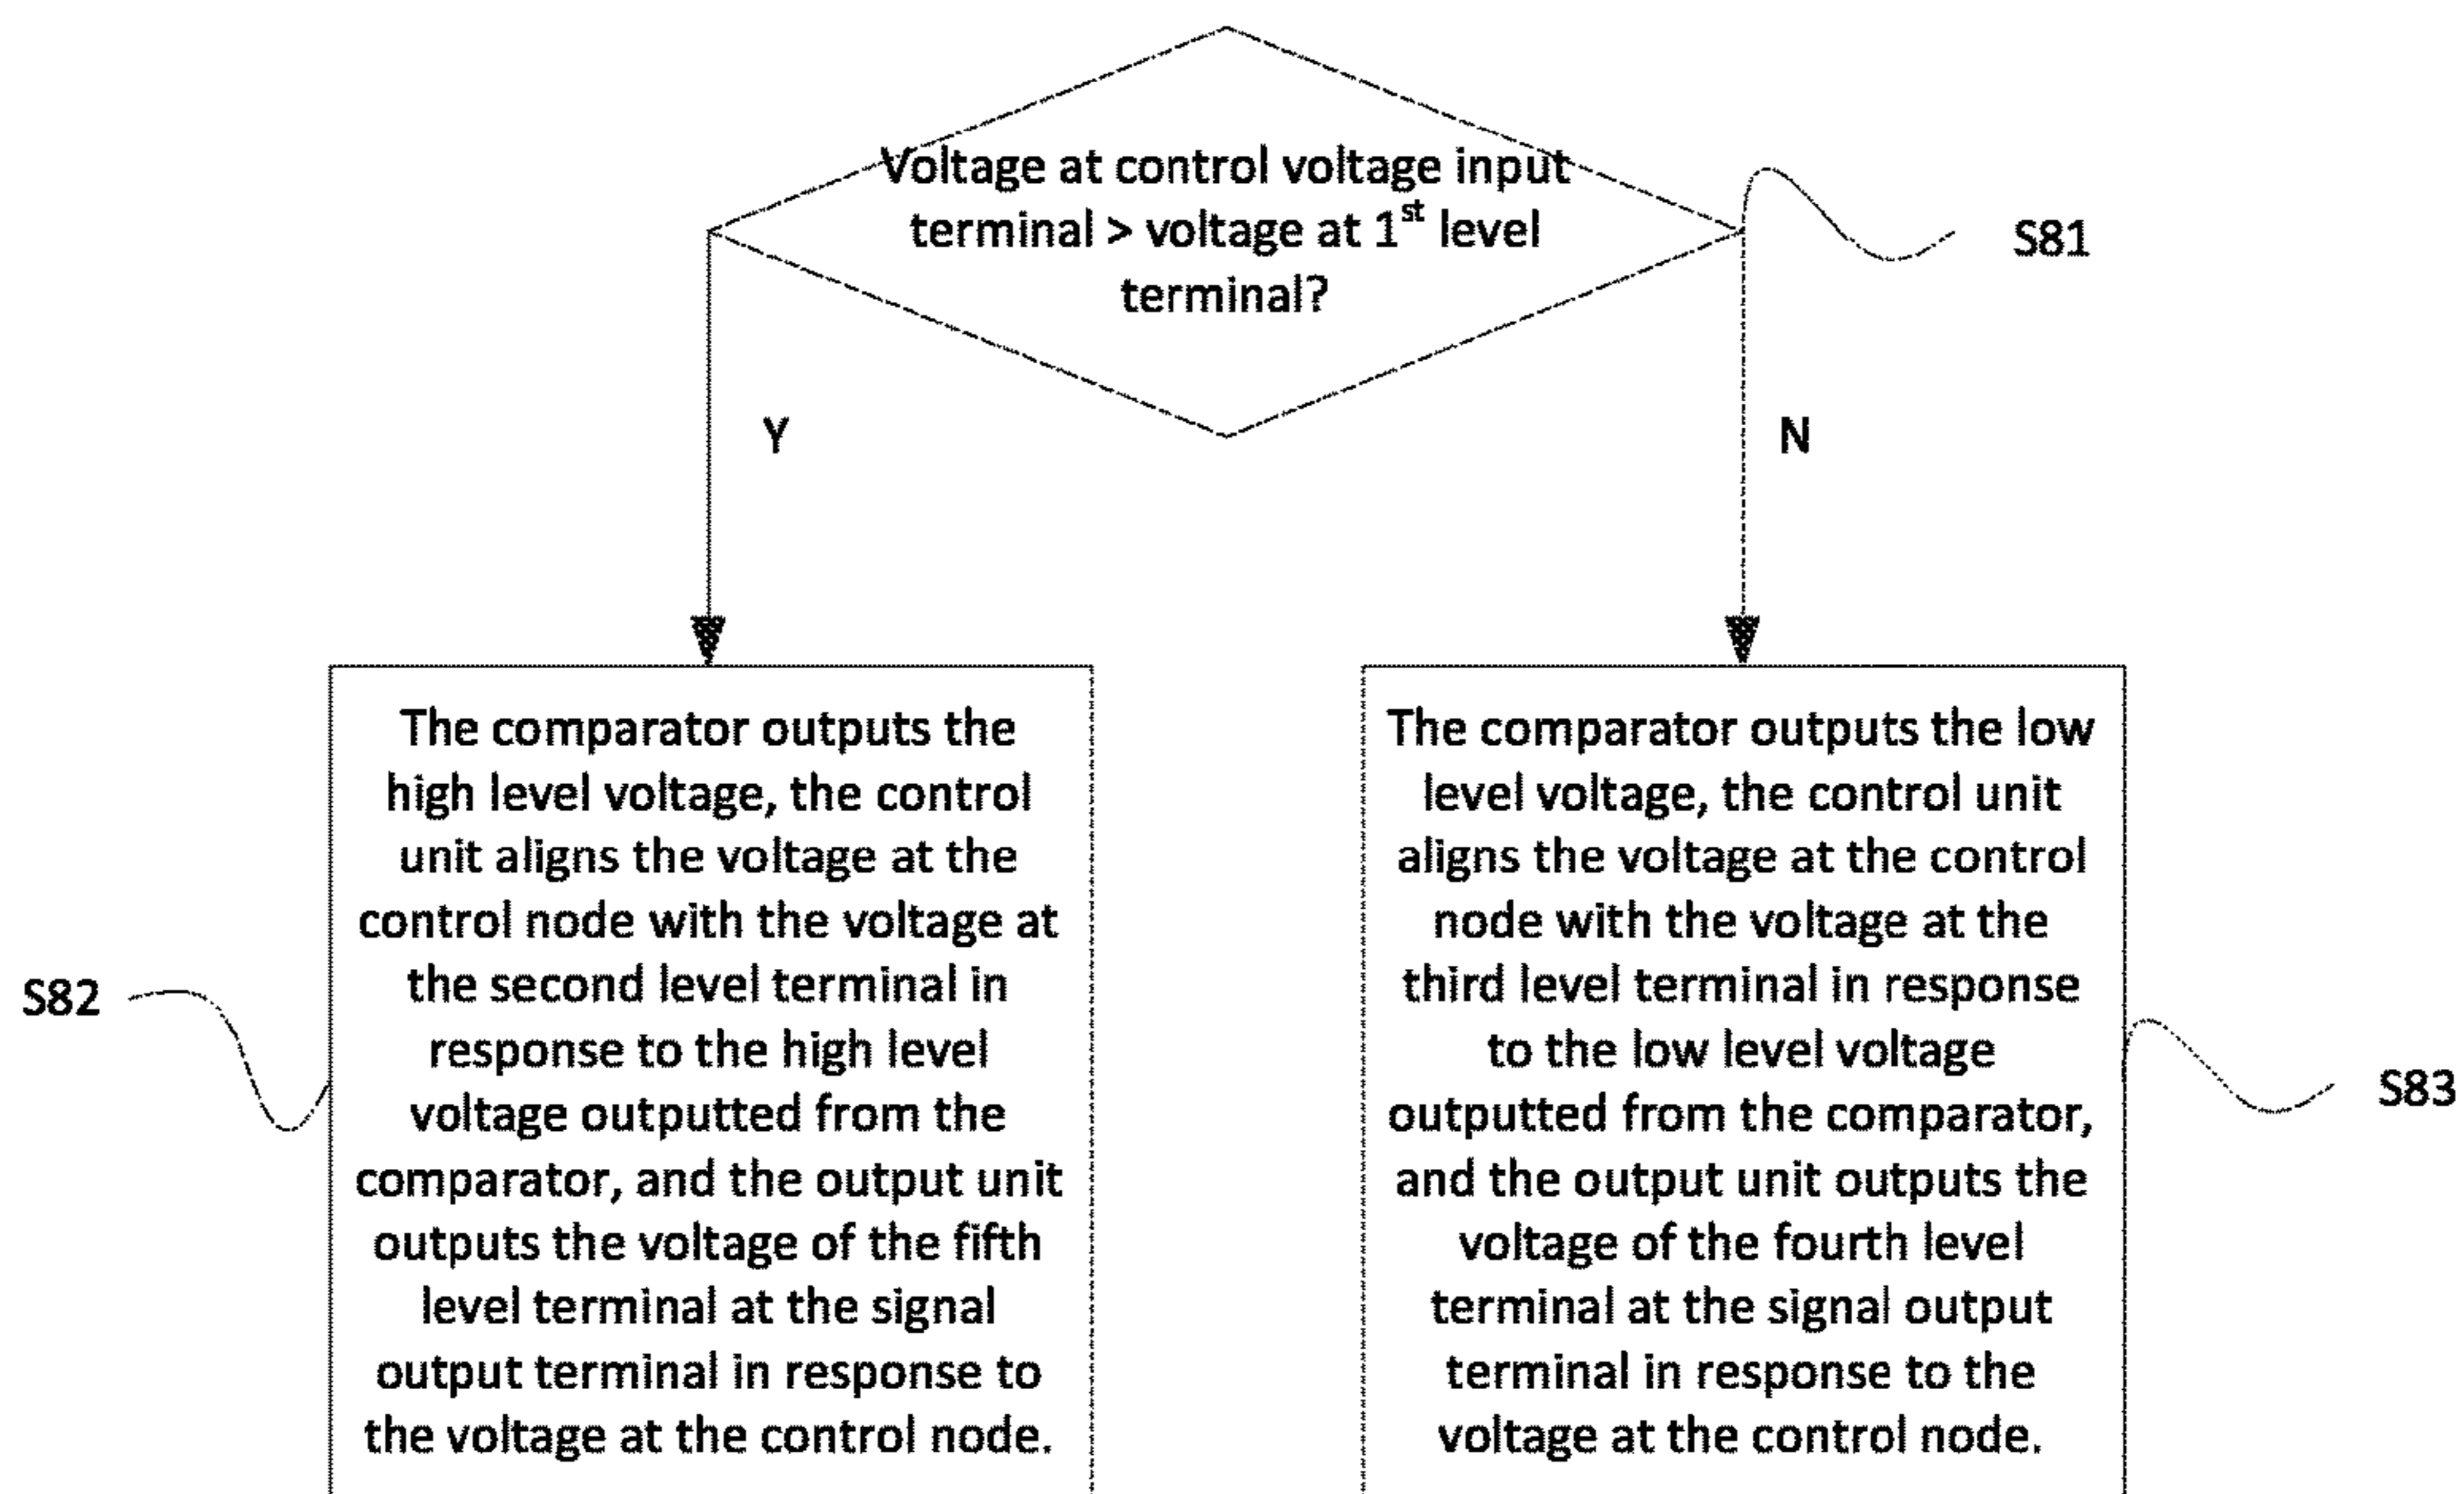 Voltage at control voltage input
terminal > voltage at 1st level
terminal?
S81
Y
N
The comparator outputs the
high level voltage, the control
unit aligns the voltage at the
control node with the voltage at
the second level terminal in
response to the high level
voltage outputted from the
comparator, and the output unit
outputs the voltage of the fifth
level terminal at the signal
output terminal in response to
the voltage at the control node.
S82
The comparator outputs the low
level voltage, the control unit
aligns the voltage at the control
node with the voltage at the
third level terminal in response
to the low level voltage
outputted from the comparator,
and the output unit outputs the
voltage of the fourth level
terminal at the signal output
terminal in response to the
voltage at the control node.
S83